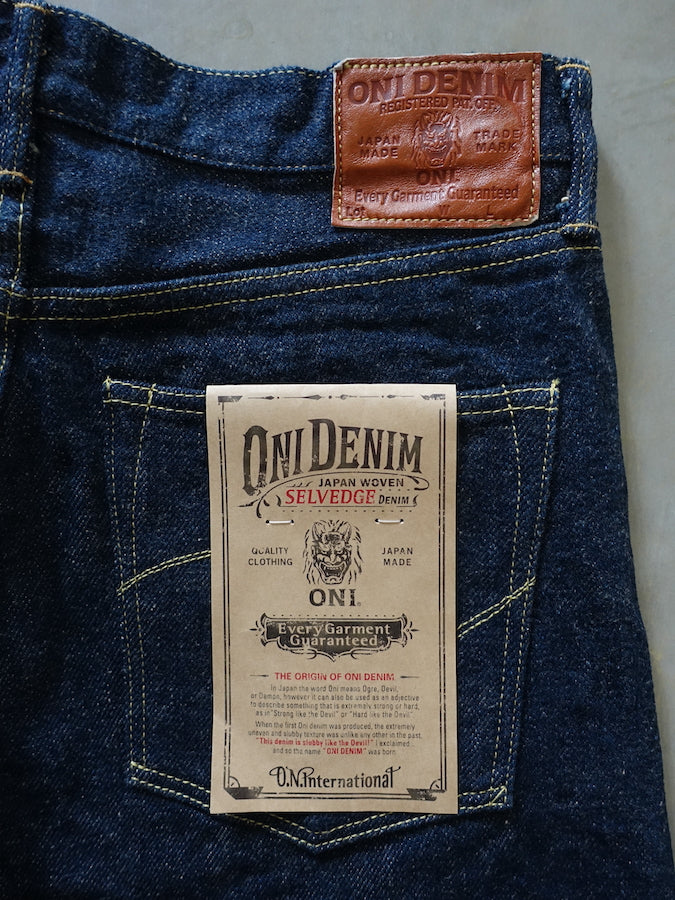 ONI DENIM
REGISTERED PAT. OFF.
JAPAN MADE TRADE MARK
ONI
Every Garment Guaranteed
Lot W L
ONI DENIM
JAPAN WOVEN
SELVEDGE DENIM
QUALITY CLOTHING JAPAN MADE
ONI®
Every Garment
Guaranteed
THE ORIGIN OF ONI DENIM
In Japan the word Oni means Ogre, Devil,
or Damon, however it can also be used as an adjective
to describe something that is extremely strong or hard,
as in "Strong like the Devil" or "Hard like the Devil"
When the first Oni denim was produced, the extremely
uneven and slubby texture was unlike any other in the past.
"This denim is slubby like the Devil!" I exclaimed
and so the name "ONI DENIM" was born.
O.N.International